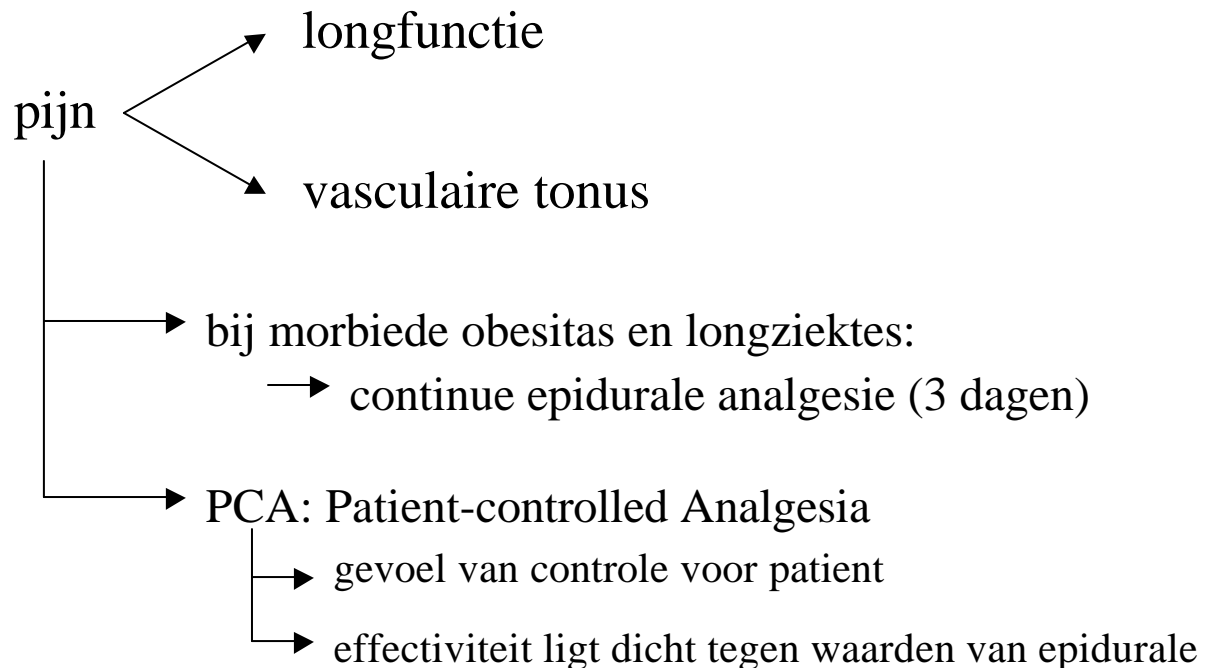 longfunctie
pijn
vasculaire tonus
bij morbiede obesitas en longziektes:
continue epidurale analgesie (3 dagen)
PCA: Patient-controlled Analgesia
gevoel van controle voor patient
effectiviteit ligt dicht tegen waarden van epidurale